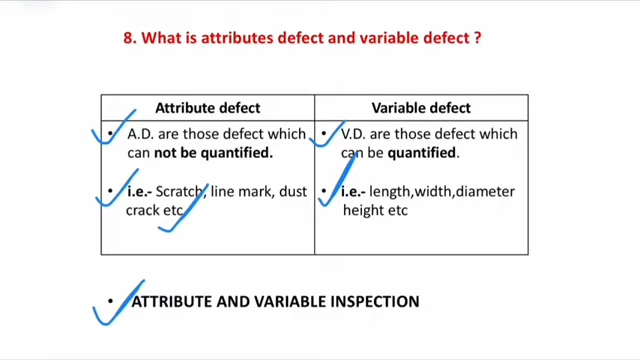 8. What is attributes defect and variable defect ?
Attribute defect
Variable defect
• A.D. are those defect which
can not be quantified.
• i.e.- Scratch, line mark, dust
crack etc
• V.D. are those defect which
can be quantified.
• i.e.- length,width,diameter
height etc
• ATTRIBUTE AND VARIABLE INSPECTION